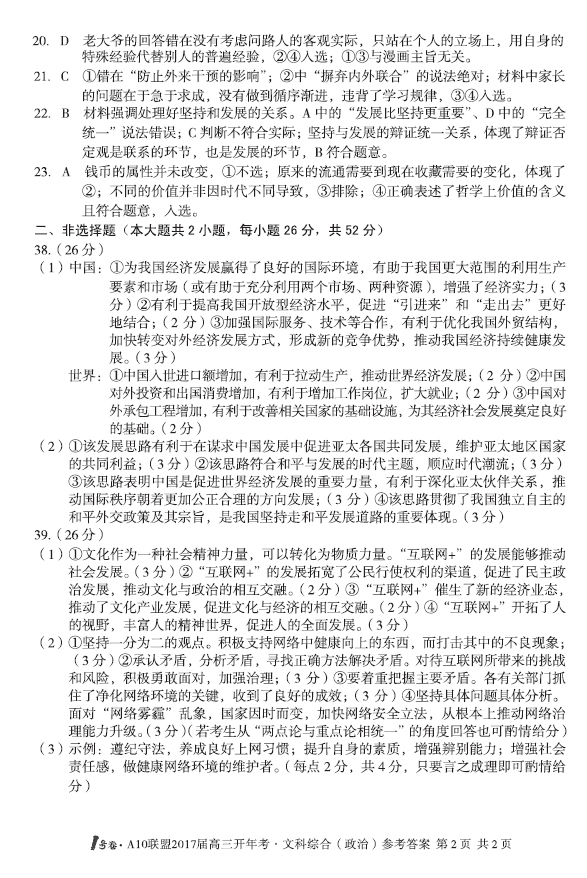 20. D 老大爷的回答错在没有考虑问路人的客观实际，只站在个人的立场上，用自身的
特殊经验代替别人的普遍经验，②④入选；①③与漫画主旨无关。
21. C ①错在“防止外来干预的影响”；②中“摒弃内外联合”的说法绝对；材料中家长
的问题在于急于求成，没有做到循序渐进，违背了学习规律，③④入选。
22. B 材料强调处理好坚持和发展的关系。A 中的“发展比坚持更重要”、D 中的“完全
统一”说法错误；C 判断不符合实际；坚持与发展的辩证统一关系，体现了辩证否
定观是联系的环节，也是发展的环节，B 符合题意。
23. A 钱币的属性并未改变，①不选；原来的流通需要到现在收藏需要的变化，体现了
②；不同的价值并非因时代不同导致，③排除；④正确表述了哲学上价值的含义
且符合题意，入选。
二、非选择题（本大题共 2 小题，每小题 26 分，共 52 分）
38.（26 分）
（1）中国：①为我国经济发展赢得了良好的国际环境，有助于我国更大范围的利用生产
要素和市场（或有助于充分利用两个市场、两种资源），增强了经济实力；（3
分）②有利于提高我国开放型经济水平，促进“引进来”和“走出去”更好
地结合；（2 分）③加强国际服务、技术等合作，有利于优化我国外贸结构，
加快转变对外经济发展方式，形成新的竞争优势，推动我国经济持续健康发
展。（3 分）
世界：①中国入世进口额增加，有利于拉动生产，推动世界经济发展；（2 分）②中国
对外投资和出国消费增加，有利于增加工作岗位，扩大就业；（2 分）③中国对
外承包工程增加，有利于改善相关国家的基础设施，为其经济社会发展奠定良好
的基础。（2 分）
（2）①该发展思路有利于在谋求中国发展中促进亚太各国共同发展，维护亚太地区国家
的共同利益；（3 分）②该思路符合和平与发展的时代主题，顺应时代潮流；（3 分）
③该思路表明中国是促进世界经济发展的重要力量，有利于深化亚太伙伴关系，推
动国际秩序朝着更加公正合理的方向发展；（3 分）④该思路贯彻了我国独立自主的
和平外交政策及其宗旨，是我国坚持走和平发展道路的重要体现。（3 分）
39.（26 分）
（1）①文化作为一种社会精神力量，可以转化为物质力量。“互联网+”的发展能够推动
社会发展。（3 分）②“互联网+”的发展拓宽了公民行使权利的渠道，促进了民主政
治发展，推动文化与政治的相互交融。（2 分）③“互联网+”催生了新的经济业态，
推动了文化产业发展，促进文化与经济的相互交融。（2 分）④“互联网+”开拓了人
的视野，丰富人的精神世界，促进人的全面发展。（3 分）
（2）①坚持一分为二的观点。积极支持网络中健康向上的东西，而打击其中的不良现象；
（3 分）②承认矛盾，分析矛盾，寻找正确方法解决矛盾。对待互联网所带来的挑战
和风险，积极勇敢面对，加强治理；（3 分）③要着重把握主要矛盾。各有关部门抓
住了净化网络环境的关键，收到了良好的成效；（3 分）④坚持具体问题具体分析。
面对“网络雾霾”乱象，国家因时而变，加快网络安全立法，从根本上推动网络治
理能力升级。（3 分）（若考生从“两点论与重点论相统一”的角度回答也可酌情给分）
（3）示例：遵纪守法，养成良好上网习惯；提升自身的素质，增强辨别能力；增强社会
责任感，做健康网络环境的维护者。（每点 2 分，共 4 分，只要言之成理即可酌情给
分）
1号卷·A10联盟2017届高三开年考·文科综合（政治）参考答案 第 2 页 共 2 页